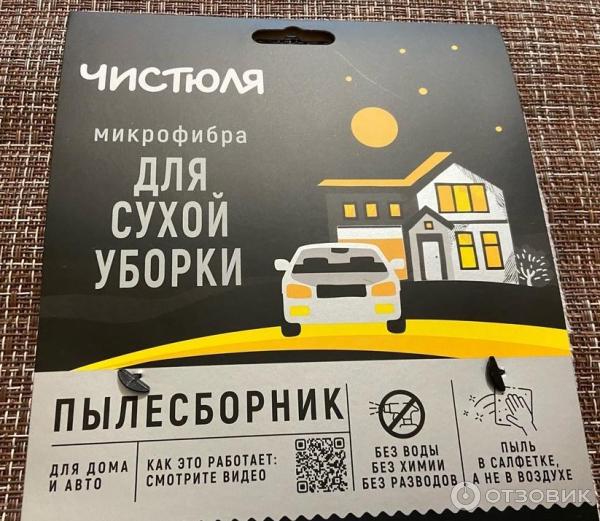 ЧИСТЮЛЯ
микрофибра
ДЛЯ
СУХОЙ
УБОРКИ
ПЫЛЕСБОРНИК
ДЛЯ ДОМА
И АВТО
КАК ЭТО РАБОТАЕТ:
СМОТРИТЕ ВИДЕО
БЕЗ ВОДЫ
БЕЗ ХИМИИ
БЕЗ РАЗВОДОВ
ПЫЛЬ
В САЛФЕТКЕ,
А НЕ В ВОЗДУХЕ
ОТЗОВИК